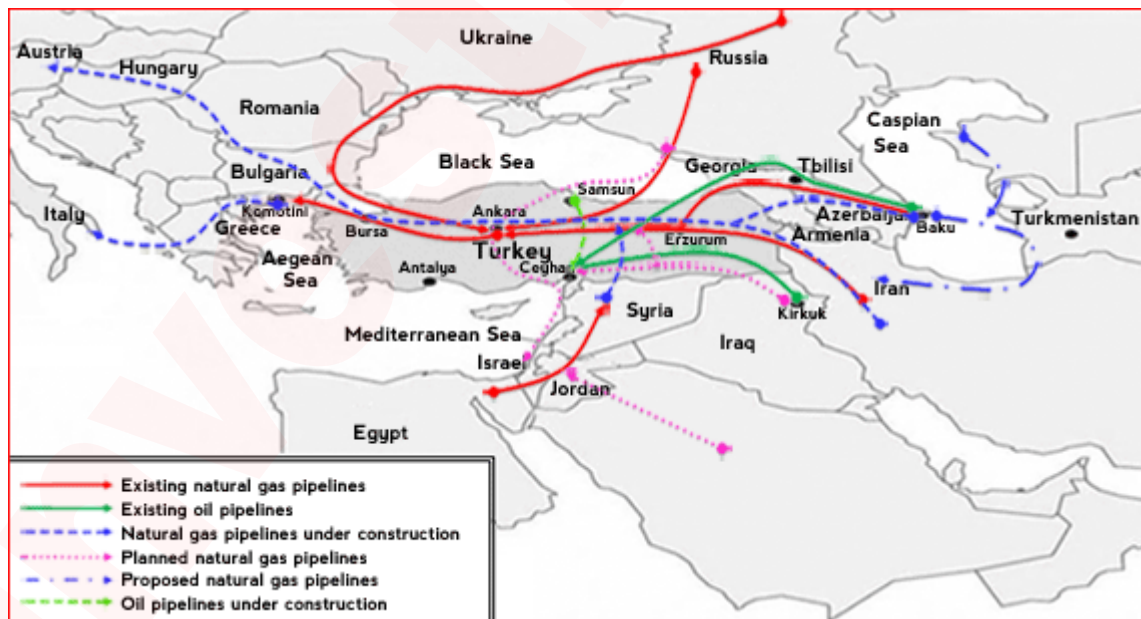 Ukraine
Austria
Hungary
Russia
Romania
Caspian
Sea
Black Sea
Georgia
Tbilisi
Bulgaria
Samsun
Komotini
Ankara
Italy
Greece
Bursa
Azerbaija
Baku
Turkmenistan
Armenia
Turkey
Erzurum
Aegean
Sea
Antalya
Ceyhan
Iran
Syria
Kirkuk
Mediterranean Sea
Iraq
Israel
Jordan
Egypt
Existing natural gas pipelines
Existing oil pipelines
Natural gas pipelines under construction
Planned natural gas pipelines
Proposed natural gas pipelines
Oil pipelines under construction